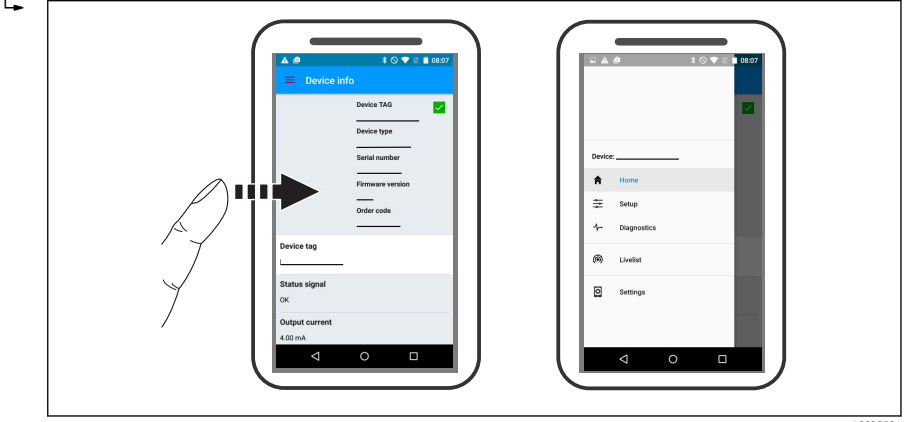 08:07
Device info
Device TAG
Device type
Serial number
Firmware version
Order code
Device tag
Status signal
OK
Output current
4.00 mA
08:07
Device:
Home
Setup
Diagnostics
Livelist
Settings